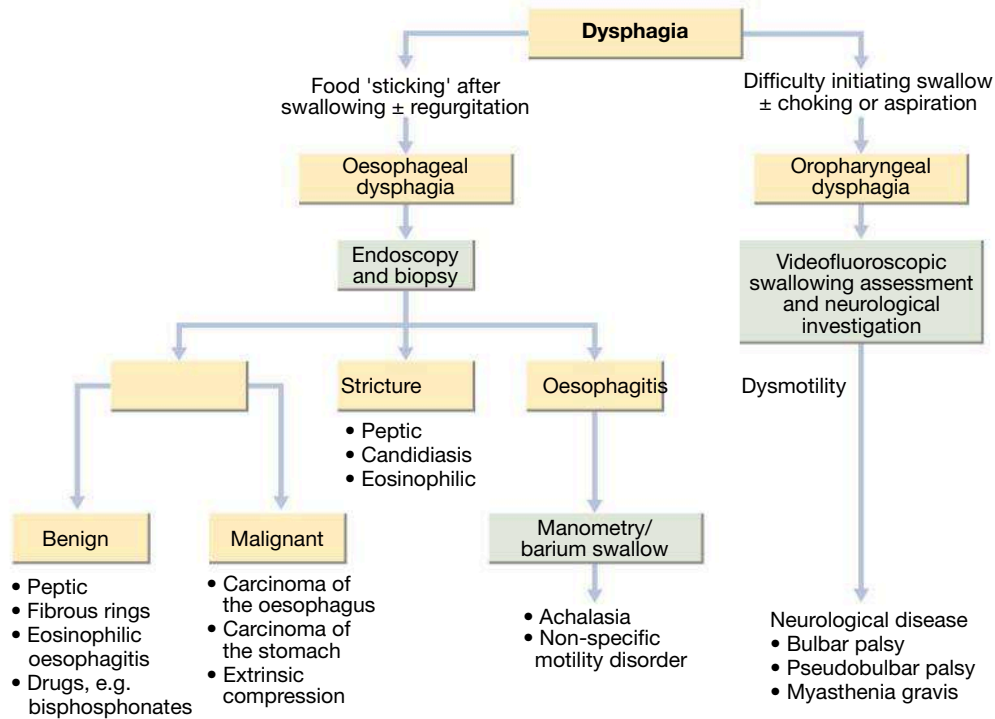 Dysphagia
Food 'sticking' after
swallowing ± regurgitation
Difficulty initiating swallow
± choking or aspiration
Oesophageal
dysphagia
Oropharyngeal
dysphagia
Endoscopy
and biopsy
Videofluoroscopic
swallowing assessment
and neurological
investigation
Stricture
Oesophagitis
Dysmotility
• Peptic
• Candidiasis
• Eosinophilic
Benign
Malignant
Manometry/
barium swallow
• Peptic
• Fibrous rings
• Eosinophilic
oesophagitis
• Drugs, e.g.
bisphosphonates
• Carcinoma of
the oesophagus
• Carcinoma of
the stomach
• Extrinsic
compression
• Achalasia
• Non-specific
motility disorder
Neurological disease
• Bulbar palsy
• Pseudobulbar palsy
• Myasthenia gravis